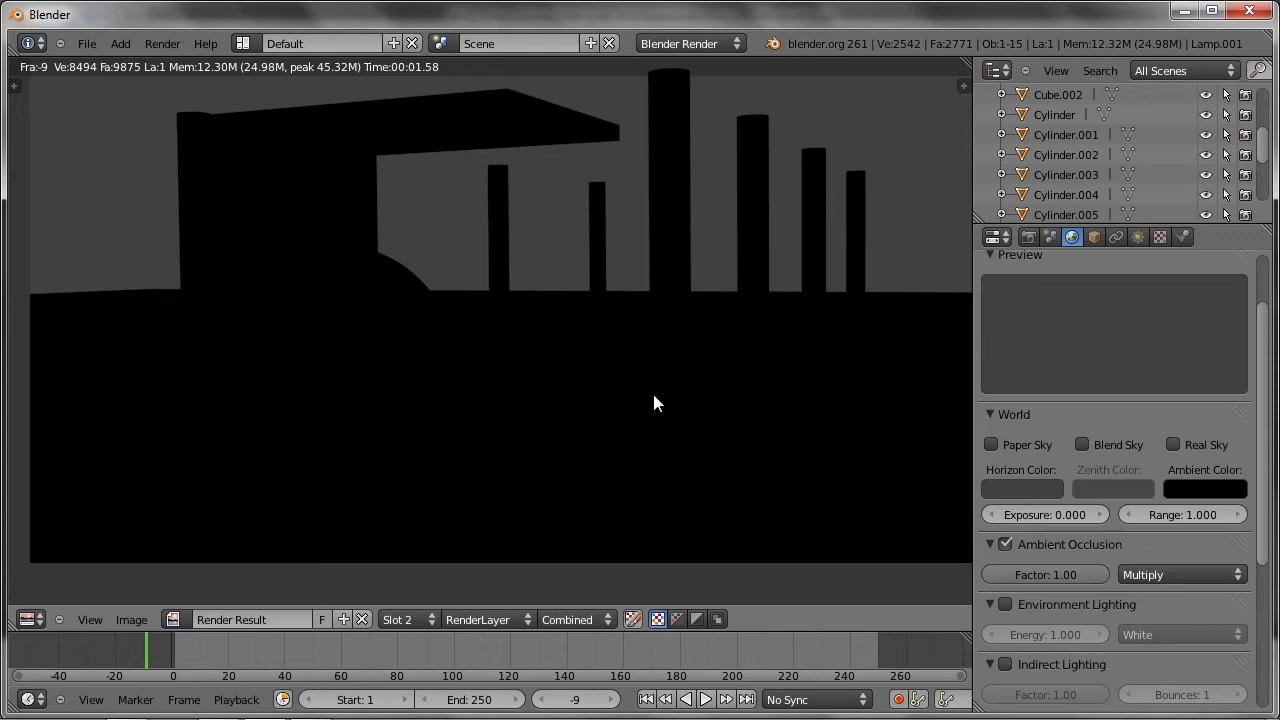 Blender
File Add Render Help Default Scene Blender Render blender.org 261 | Ve:2542 | Fa:2771 | Ob:1-15 | La:1 | Mem:12.32M (24.98M) | Lamp.001
Fra:-9 Ve:8494 Fa:9875 La:1 Mem:12.30M (24.98M, peak 45.32M) Time:00:01.58
View Search All Scenes
Cube.002
Cylinder
Cylinder.001
Cylinder.002
Cylinder.003
Cylinder.004
Cylinder.005
Preview
World
Paper Sky Blend Sky Real Sky
Horizon Color: Zenith Color: Ambient Color:
Exposure: 0.000 Range: 1.000
Ambient Occlusion
Factor: 1.00 Multiply
Environment Lighting
Energy: 1.000 White
Indirect Lighting
Factor: 1.00 Bounces: 1
View Image Render Result F Slot 2 RenderLayer Combined
-40 -20 0 20 40 60 80 100 120 140 160 180 200 220 240 260
View Marker Frame Playback Start: 1 End: 250 -9 No Sync